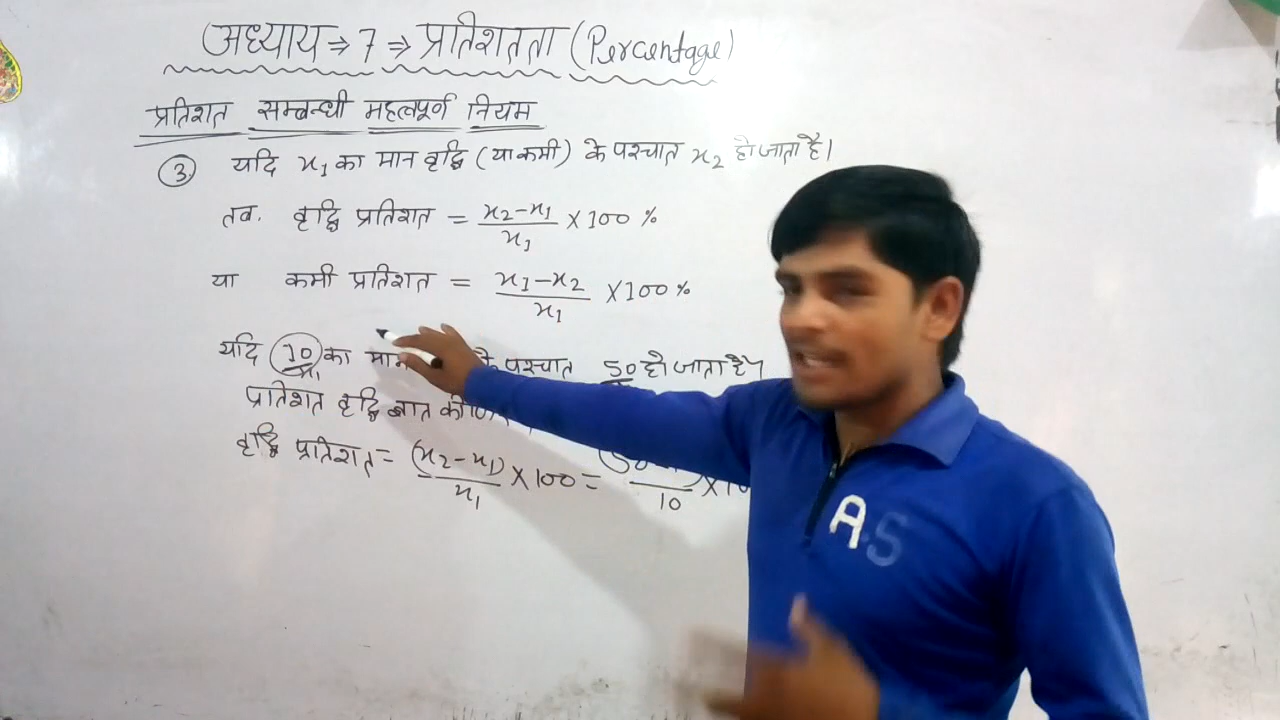 अध्याय ⇒ 7 ⇒ प्रतिशतता (Percentage)
प्रतिशत सम्बन्धी महत्वपूर्ण नियम
③ यदि x₁ का मान वृद्धि (या कमी) के पश्चात x₂ हो जाता है।
तब. वृद्धि प्रतिशत = (x₂-x₁)/x₁ × 100 %
या कमी प्रतिशत = (x₁-x₂)/x₁ × 100 %
यदि 10 का मान के पश्चात 50 हो जाता है
x₁
प्रतिशत वृद्धि ज्ञात
वृद्धि प्रतिशत = (x₂-x₁)/x₁ × 100 =
10
A S